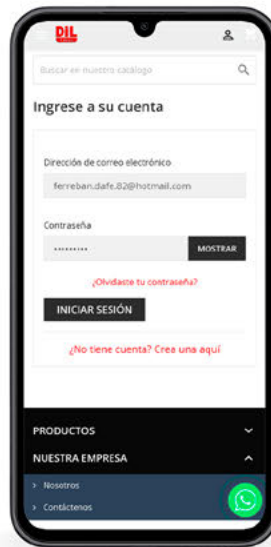 DIL
Buscar en nuestro catálogo
Ingrese a su cuenta
Dirección de correo electrónico
ferreban.dafe.82@hotmail.com
Contraseña
•••••••••
MOSTRAR
¿Olvidaste tu contraseña?
INICIAR SESIÓN
¿No tiene cuenta? Crea una aquí
PRODUCTOS
NUESTRA EMPRESA
› Nosotros
› Contáctenos